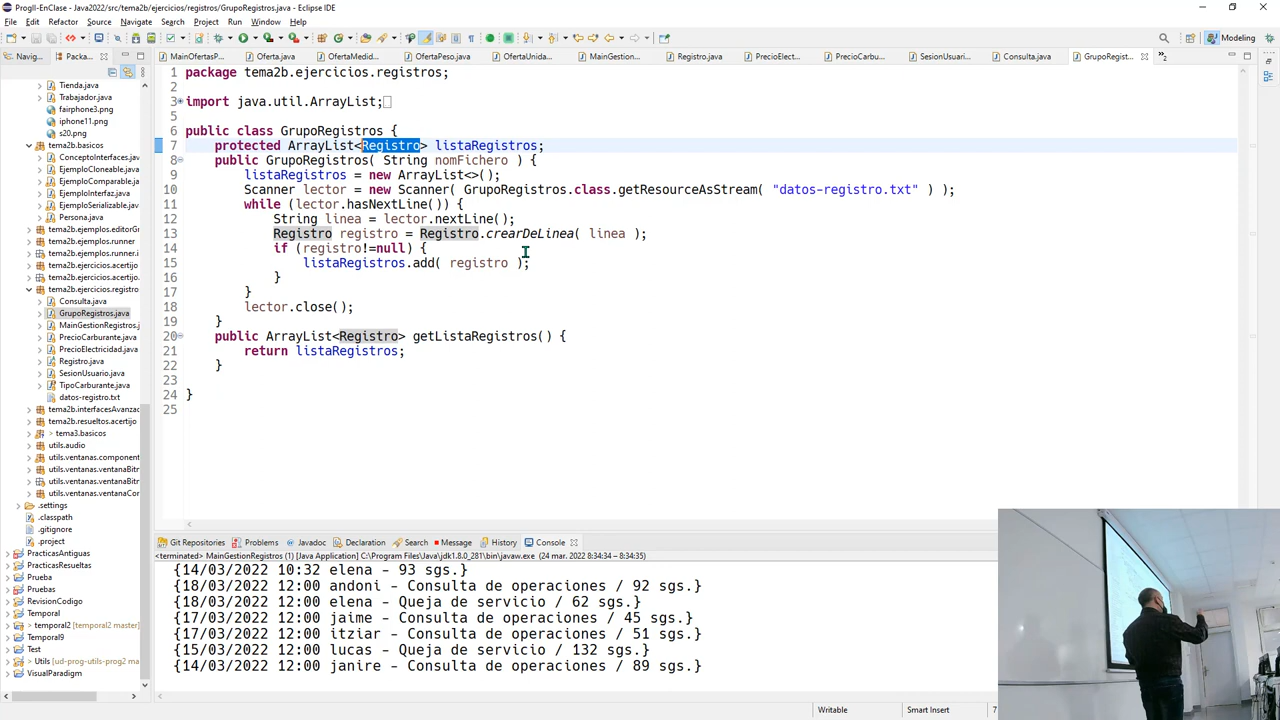 ProgII-EnClase - Java2022/src/tema2b/ejercicios/registros/GrupoRegistros.java - Eclipse IDE
File Edit Refactor Source Navigate Search Project Run Window Help
Modeling
Navig... Packa...
MainOfertasP... Oferta.java OfertaMedid... OfertaPeso.java OfertaUnida... MainGestion... Registro.java PrecioElect... PrecioCarbu... SesionUsuari... Consulta.java GrupoRegist... 2
Tienda.java
Trabajador.java
fairphone3.png
iphone11.png
s20.png
tema2b.basicos
ConceptoInterfaces.java
EjemploCloneable.java
EjemploComparable.java
EjemploInterfaz.java
EjemploSerializable.java
Persona.java
tema2b.ejemplos.editorGr
tema2b.ejemplos.runner
tema2b.ejercicios.acertijo
tema2b.ejercicios.acertijo.
tema2b.ejercicios.registro
Consulta.java
GrupoRegistros.java
MainGestionRegistros.j
PrecioCarburante.java
PrecioElectricidad.java
Registro.java
SesionUsuario.java
TipoCarburante.java
datos-registro.txt
tema2b.interfacesAvanzac
tema2b.resueltos.acertijo
tema3.basicos
utils.audio
utils.ventanas.component
utils.ventanas.ventanaBitr
utils.ventanas.ventanaBitr
utils.ventanas.ventanaCor
.settings
.classpath
.gitignore
.project
PracticasAntiguas
PracticasResueltas
Prueba
Pruebas
RevisionCodigo
Temporal
temporal2 [temporal2 master]
Temporal9
Test
Utils [ud-prog-utils-prog2 mas
VisualParadigm
1 package tema2b.ejercicios.registros;
2
3 import java.util.ArrayList;
5
6 public class GrupoRegistros {
7 protected ArrayList<Registro> listaRegistros;
8 public GrupoRegistros( String nomFichero ) {
9 listaRegistros = new ArrayList<>();
10 Scanner lector = new Scanner( GrupoRegistros.class.getResourceAsStream( "datos-registro.txt" ) );
11 while (lector.hasNextLine()) {
12 String linea = lector.nextLine();
13 Registro registro = Registro.crearDeLinea( linea );
14 if (registro!=null) {
15 listaRegistros.add( registro );
16 }
17 }
18 lector.close();
19 }
20 public ArrayList<Registro> getListaRegistros() {
21 return listaRegistros;
22 }
23
24 }
25
Git Repositories Problems Javadoc Declaration Search Message History Console
<terminated> MainGestionRegistros (1) [Java Application] C:\Program Files\Java\jdk1.8.0_281\bin\javaw.exe (24 mar. 2022 8:34:34 – 8:34:35)
{14/03/2022 10:32 elena - 93 sgs.}
{18/03/2022 12:00 andoni - Consulta de operaciones / 92 sgs.}
{18/03/2022 12:00 elena - Queja de servicio / 62 sgs.}
{17/03/2022 12:00 jaime - Consulta de operaciones / 45 sgs.}
{17/03/2022 12:00 itziar - Consulta de operaciones / 51 sgs.}
{15/03/2022 12:00 lucas - Queja de servicio / 132 sgs.}
{14/03/2022 12:00 janire - Consulta de operaciones / 89 sgs.}
Writable Smart Insert 7